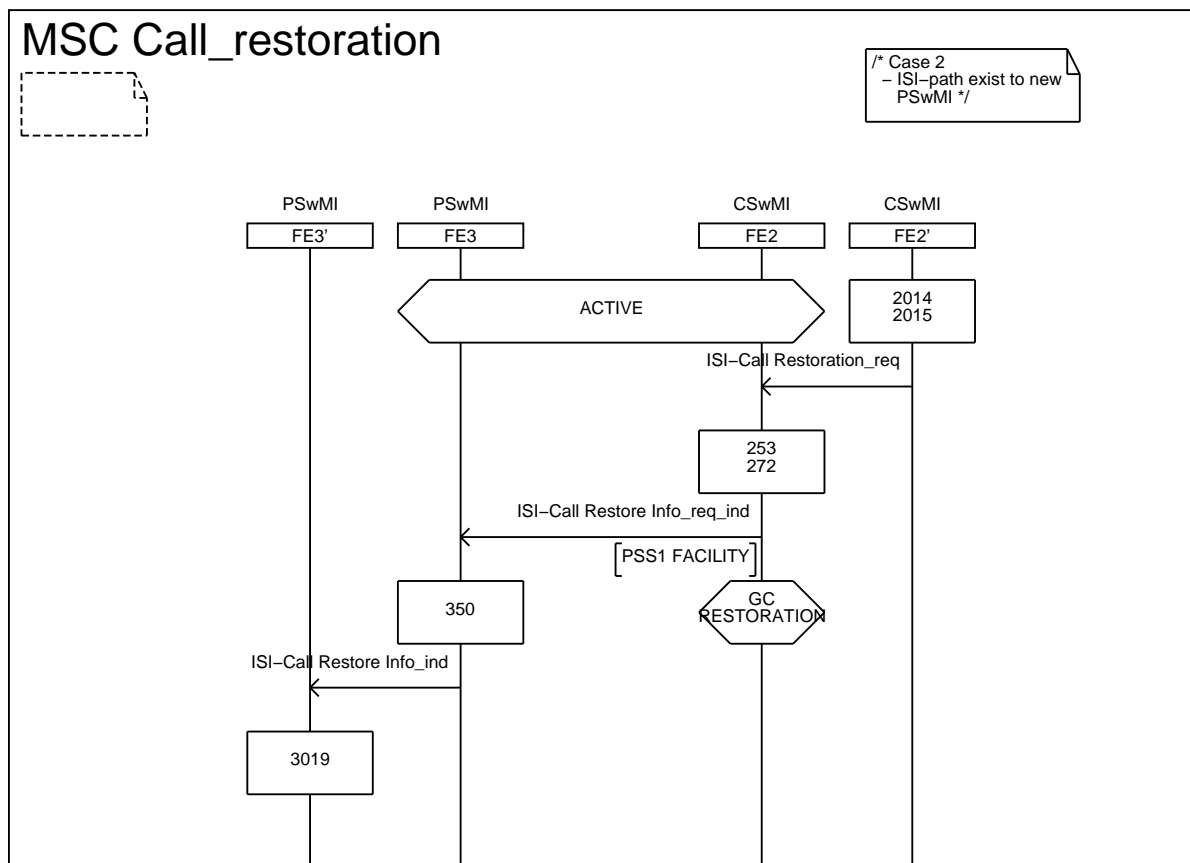 MSC Call_restoration
/* Case 2
– ISI–path exist to new
PSwMI */
PSwMI
PSwMI
CSwMI
CSwMI
FE3'
FE3
FE2
FE2'
ACTIVE
2014
2015
ISI–Call Restoration_req
253
272
ISI–Call Restore Info_req_ind
PSS1 FACILITY
350
GC
RESTORATION
ISI–Call Restore Info_ind
3019